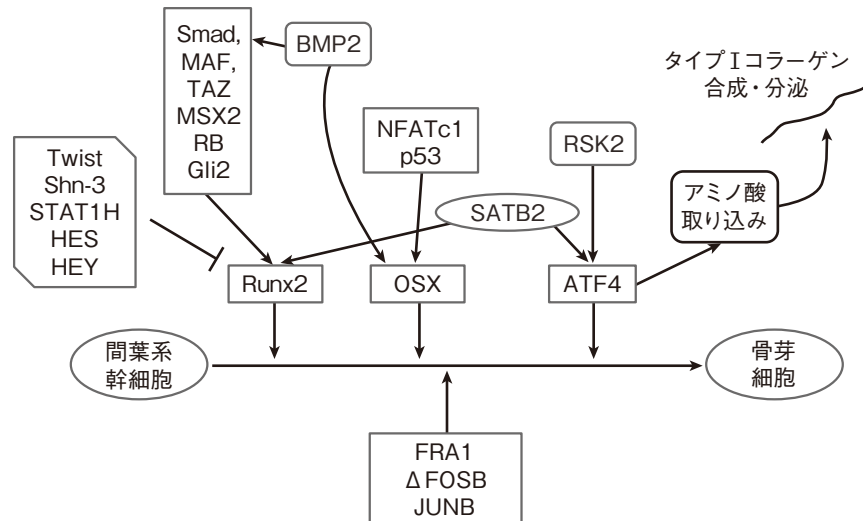 Smad,
MAF,
TAZ
MSX2
RB
Gli2
BMP2
タイプⅠコラーゲン
合成・分泌
NFATc1
p53
RSK2
Twist
Shn-3
STAT1H
HES
HEY
アミノ酸
取り込み
SATB2
Runx2
OSX
ATF4
間葉系
幹細胞
骨芽
細胞
FRA1
ΔFOSB
JUNB